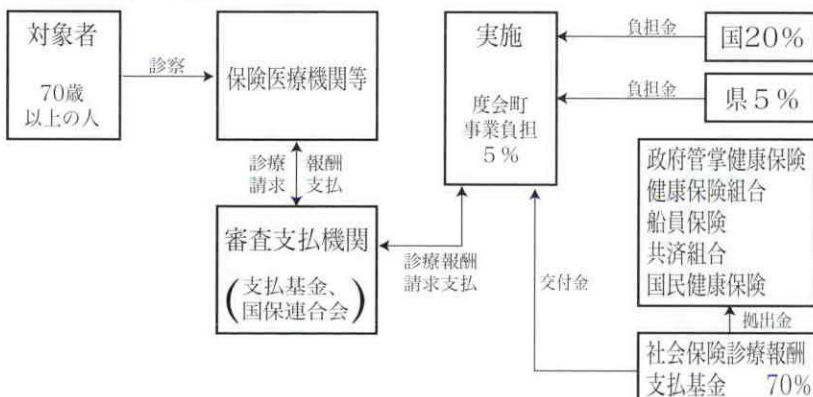 対象者
70歳
以上の人
診察
保険医療機関等
診療 報酬
請求 支払
審査支払機関
(支払基金、
国保連合会)
診療報酬
請求支払
実施
度会町
事業負担
5%
負担金
国20%
負担金
県5%
政府管掌健康保険
健康保険組合
船員保険
共済組合
国民健康保険
交付金
拠出金
社会保険診療報酬
支払基金 70%